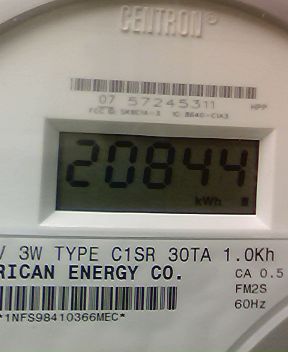 CENTRON®
07 57245311 HPP
20844
kWh
V 3W TYPE C1SR 30TA 1.0Kh
RICAN ENERGY CO. CA 0.5
FM2S
60Hz
*1NFS98410366MEC*